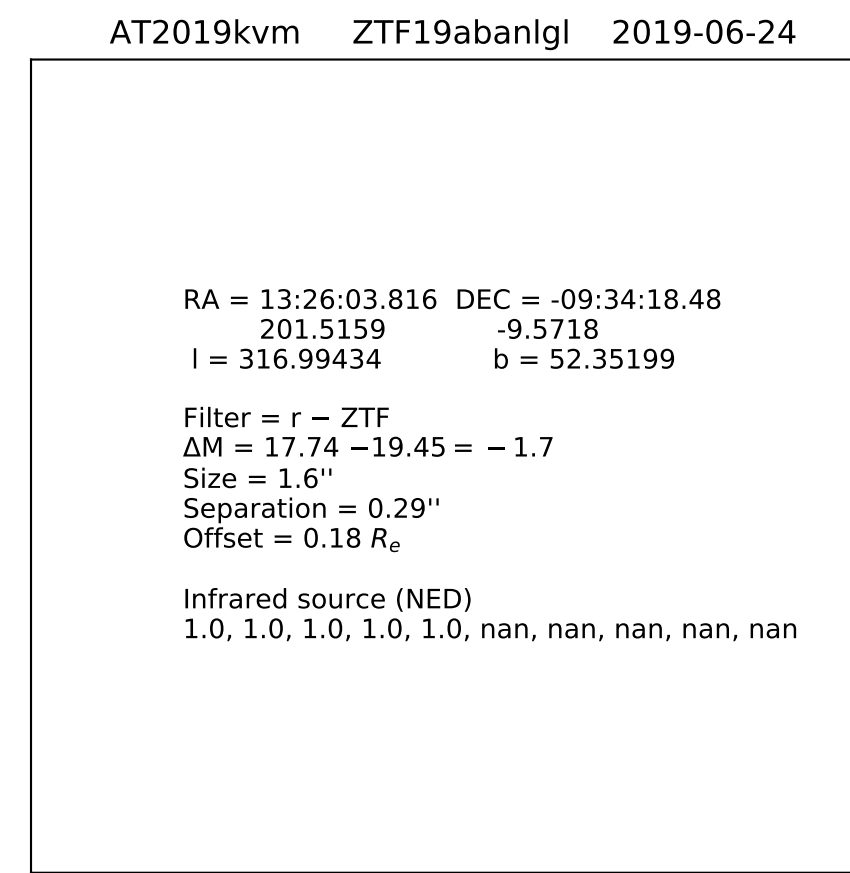 AT2019kvm ZTF19abanlgl 2019-06-24
RA = 13:26:03.816 DEC = -09:34:18.48
201.5159 -9.5718
l = 316.99434 b = 52.35199
Filter = r − ZTF
ΔM = 17.74 −19.45 = − 1.7
Size = 1.6''
Separation = 0.29''
Offset = 0.18 Re
Infrared source (NED)
1.0, 1.0, 1.0, 1.0, 1.0, nan, nan, nan, nan, nan